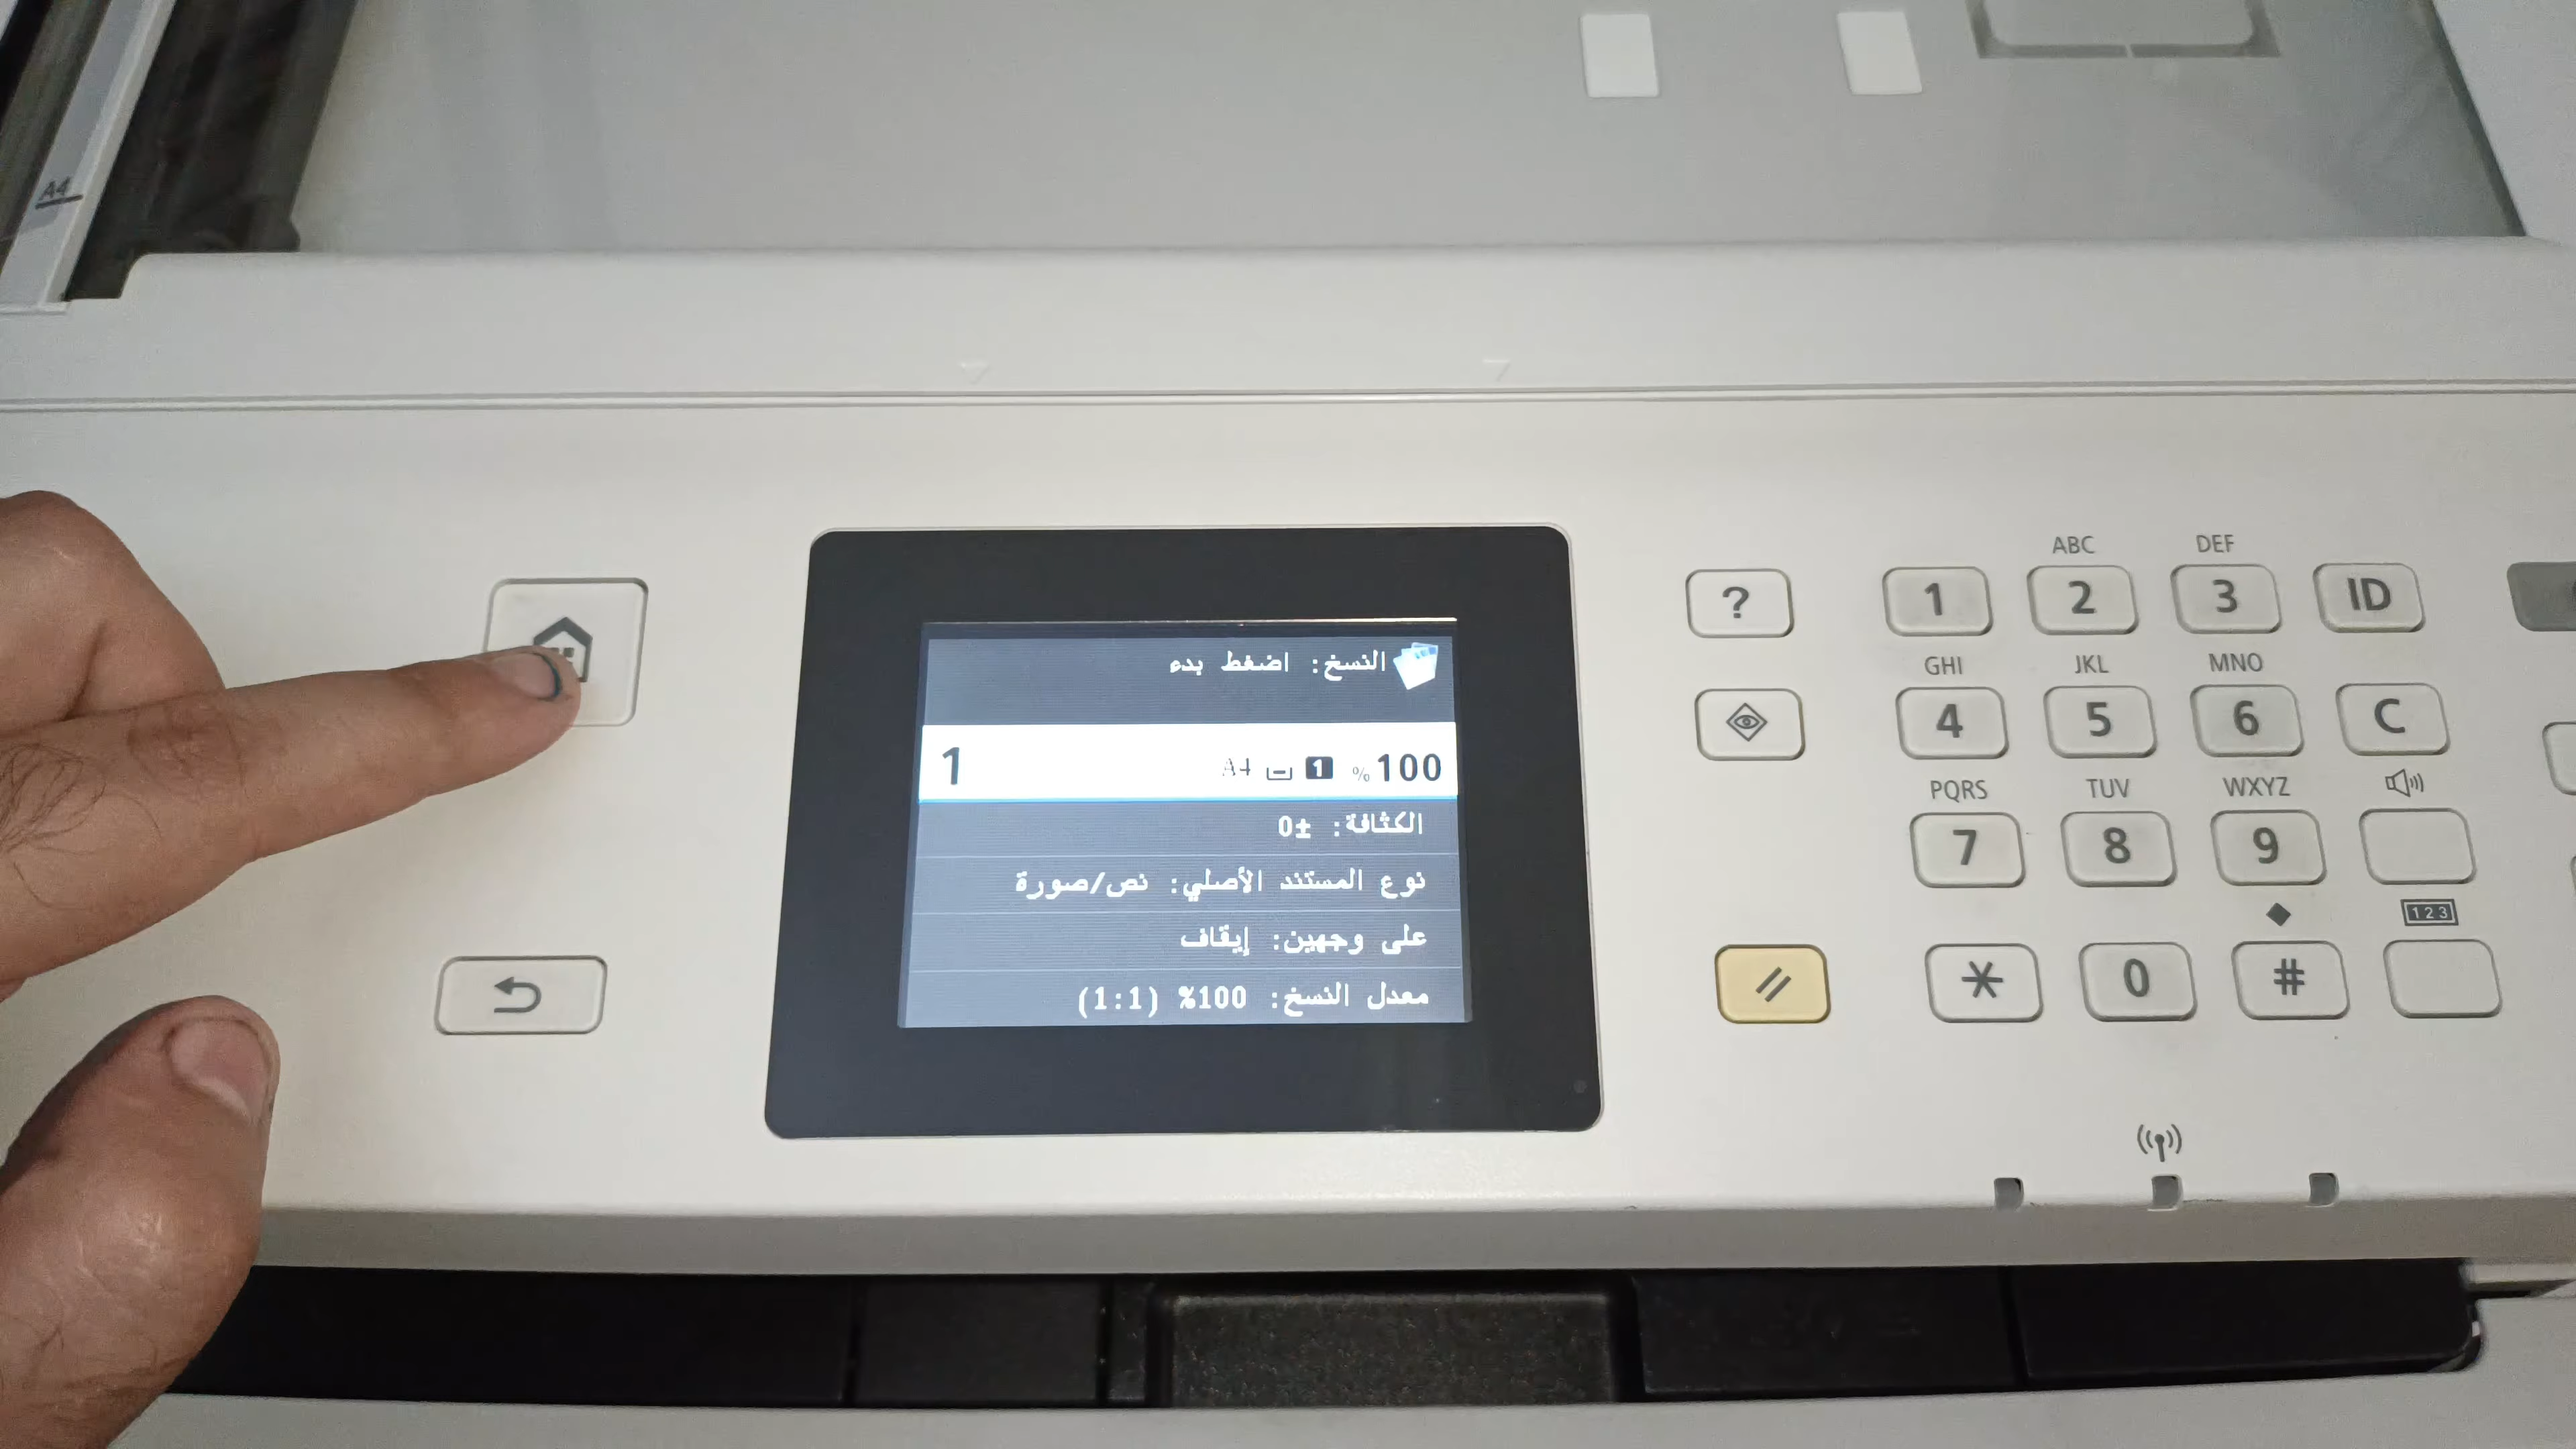 A4
النسخ: اضغط بدء
1 A4 1 %100
الكثافة: ±0
نوع المستند الأصلي: نص/صورة
على وجهين: إيقاف
معدل النسخ: 100% (1:1)
ABC DEF
? 1 2 3 ID
GHI JKL MNO
4 5 6 C
PQRS TUV WXYZ
7 8 9
123
* 0 #